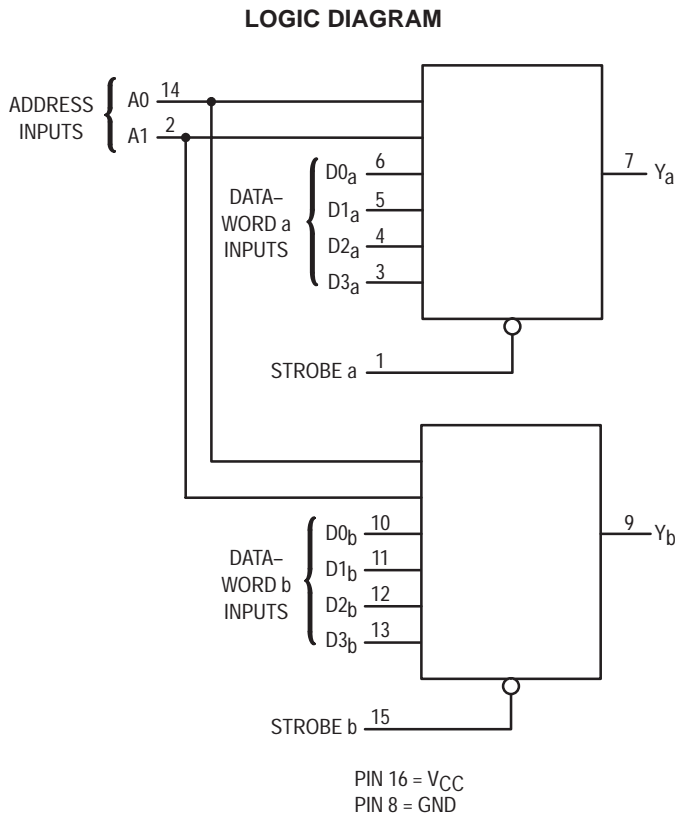 LOGIC DIAGRAM
ADDRESS
INPUTS
A0 14
A1 2
DATA–
WORD a
INPUTS
D0a 6
D1a 5
D2a 4
D3a 3
7 Ya
STROBE a 1
DATA–
WORD b
INPUTS
D0b 10
D1b 11
D2b 12
D3b 13
9 Yb
STROBE b 15
PIN 16 = VCC
PIN 8 = GND